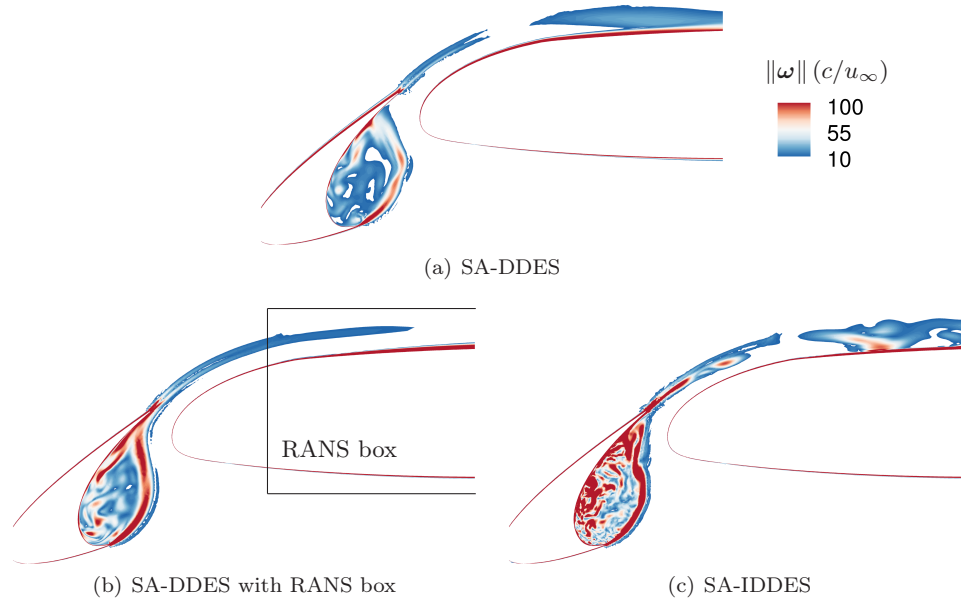 ‖ω‖ (c/u∞)
100
55
10
(a) SA-DDES
RANS box
(b) SA-DDES with RANS box
(c) SA-IDDES